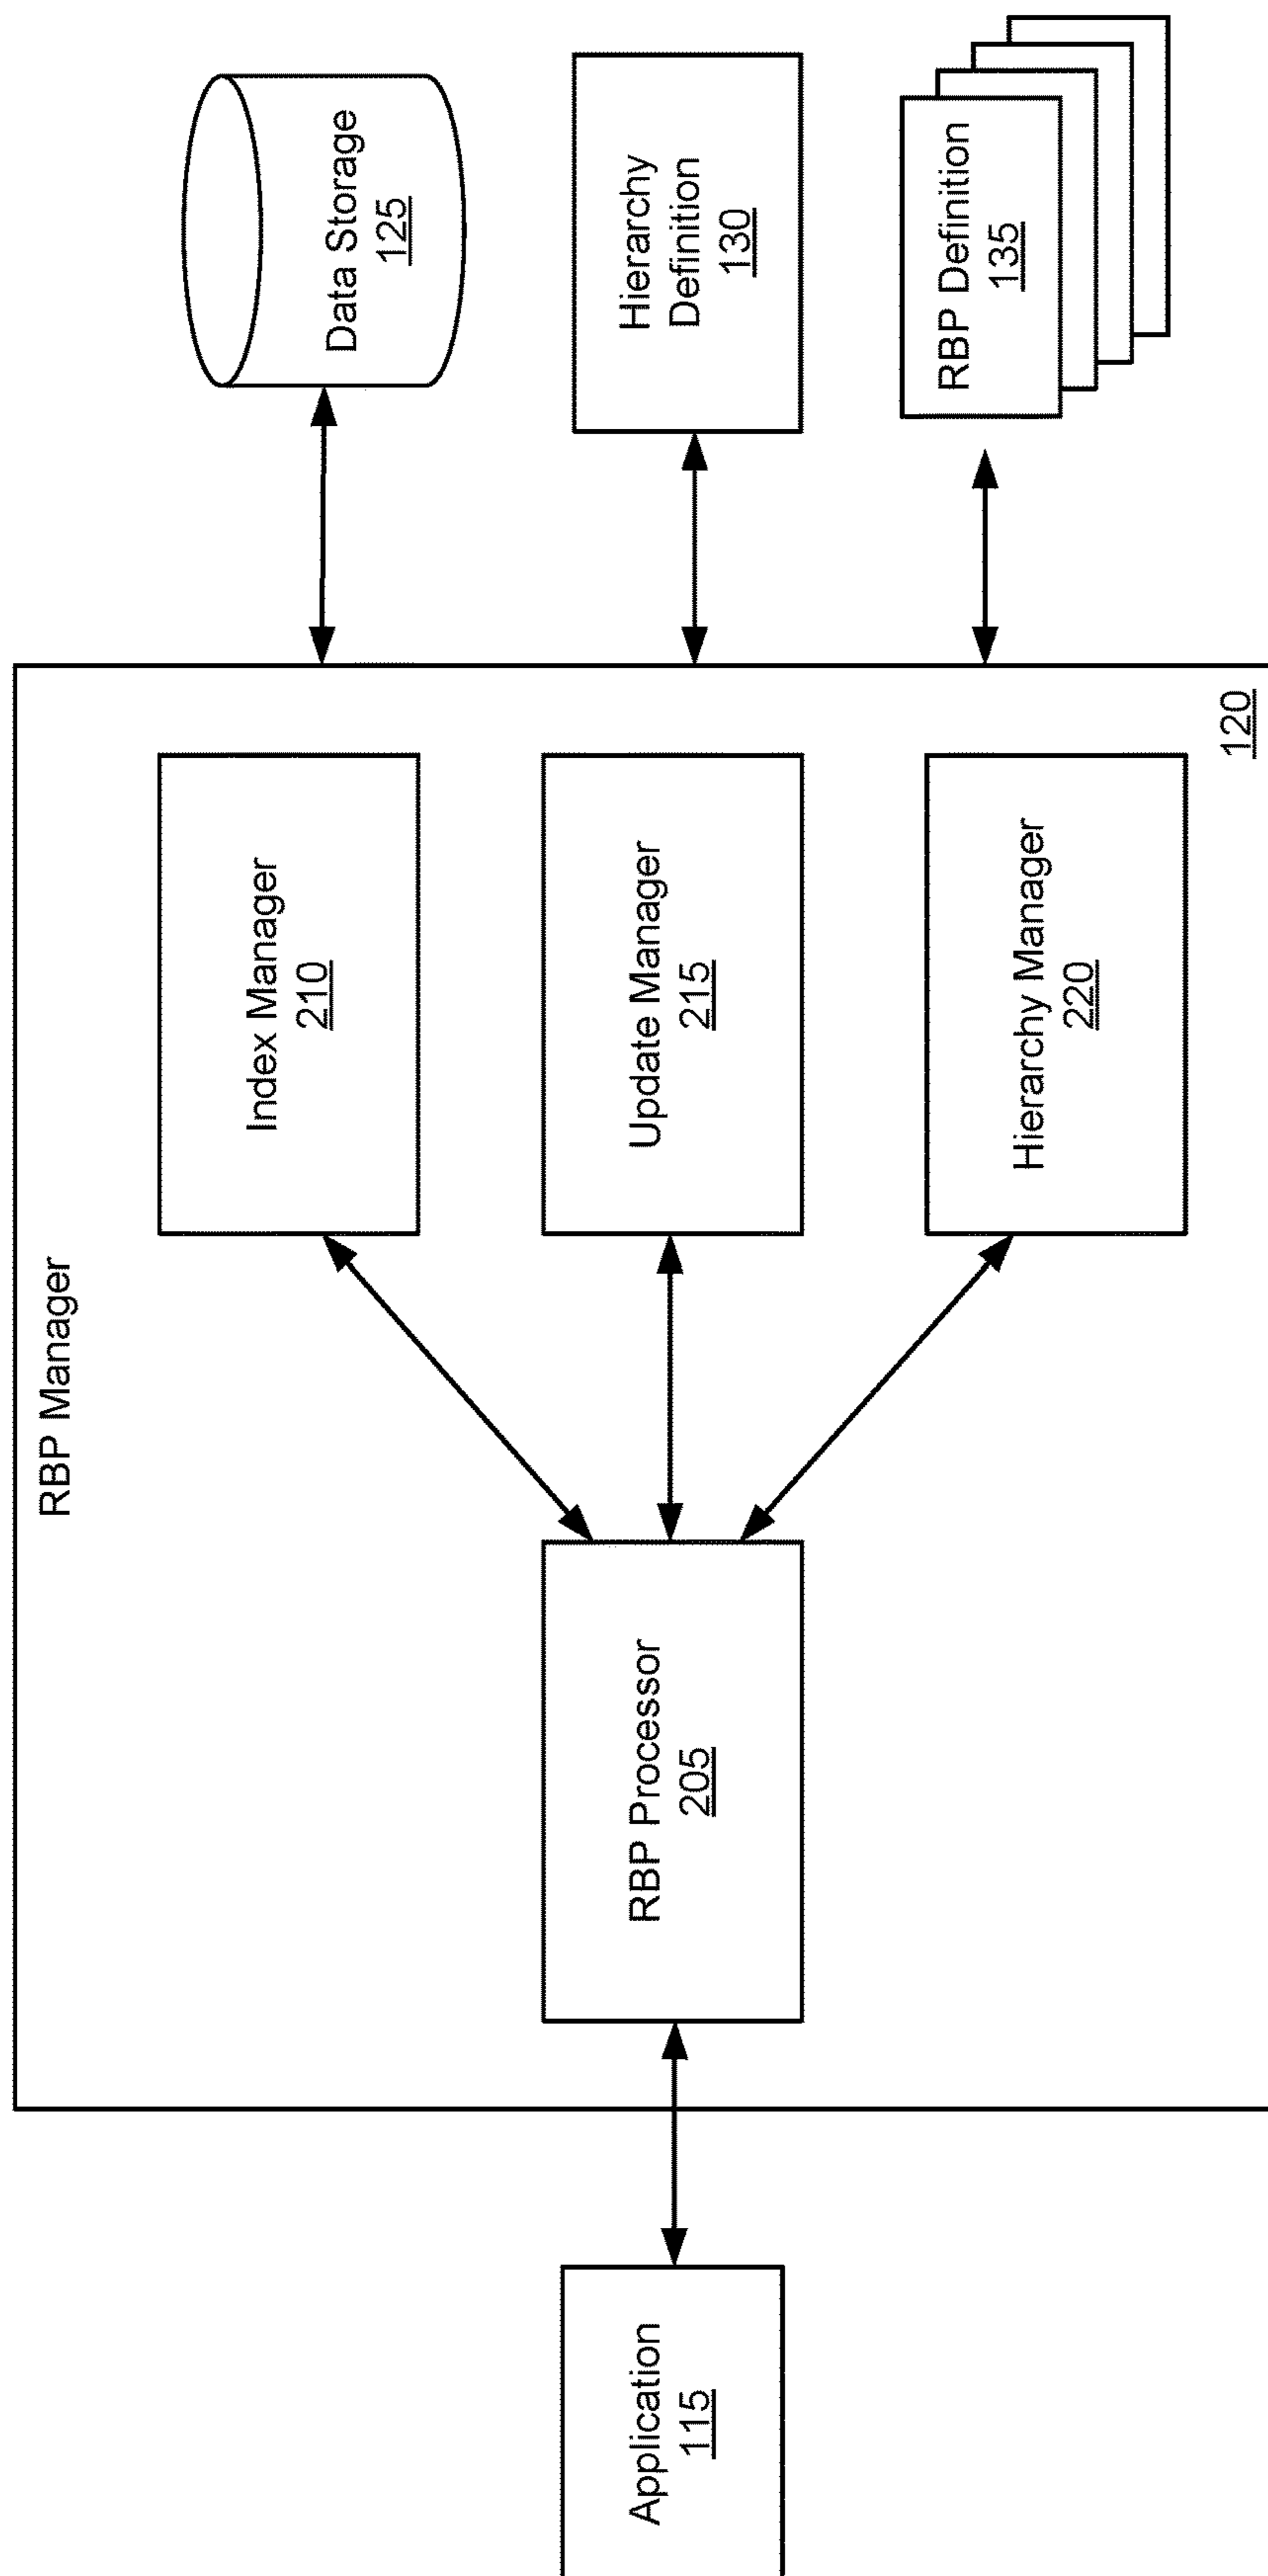 RBP Manager
Application
115
RBP Processor
205
Index Manager
210
Update Manager
215
Hierarchy Manager
220
120
Data Storage
125
Hierarchy
Definition
130
RBP Definition
135